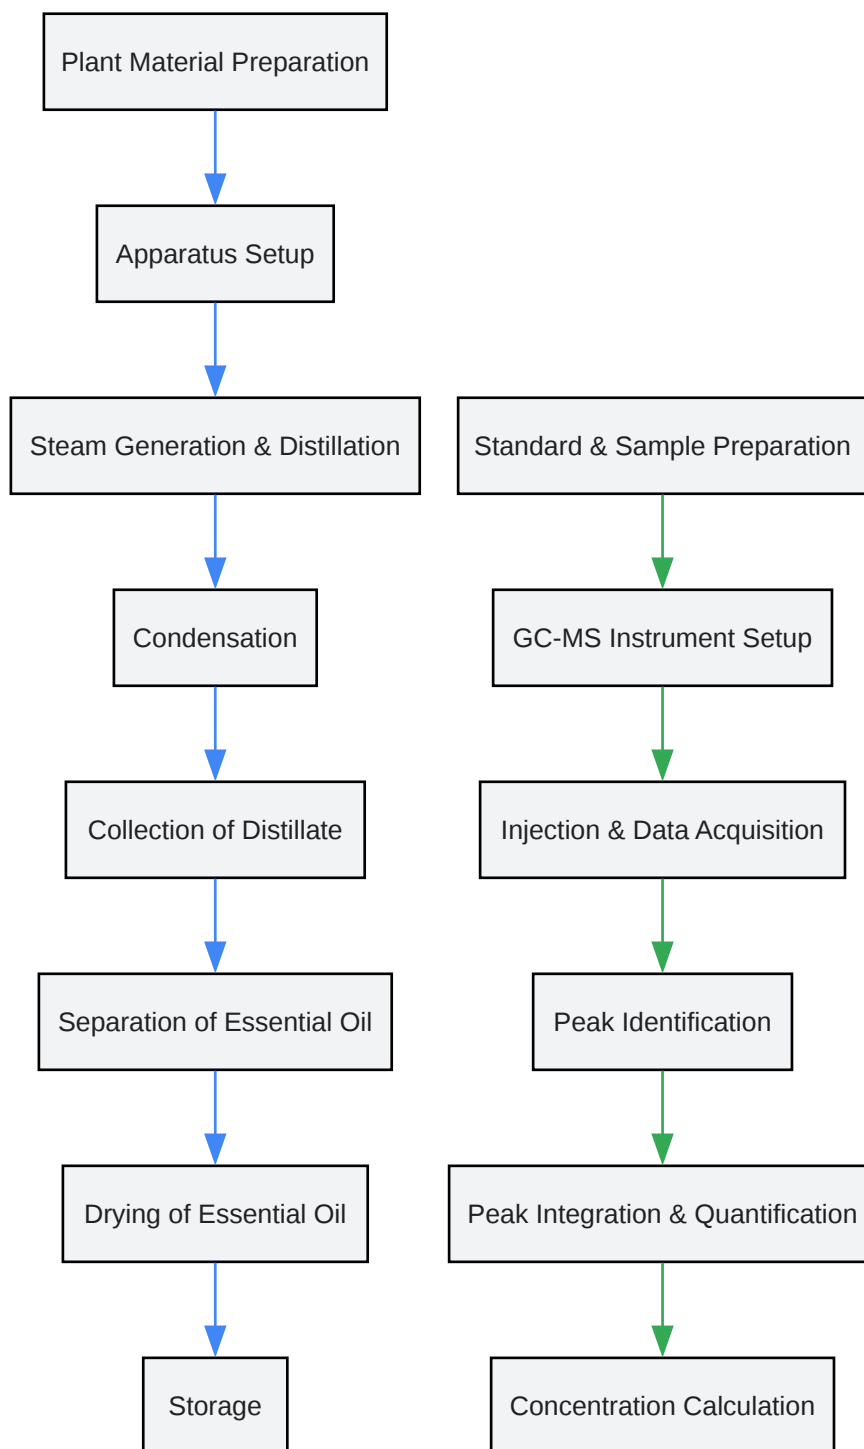 Plant Material Preparation
Apparatus Setup
Steam Generation & Distillation
Condensation
Collection of Distillate
Separation of Essential Oil
Drying of Essential Oil
Storage
Standard & Sample Preparation
GC-MS Instrument Setup
Injection & Data Acquisition
Peak Identification
Peak Integration & Quantification
Concentration Calculation